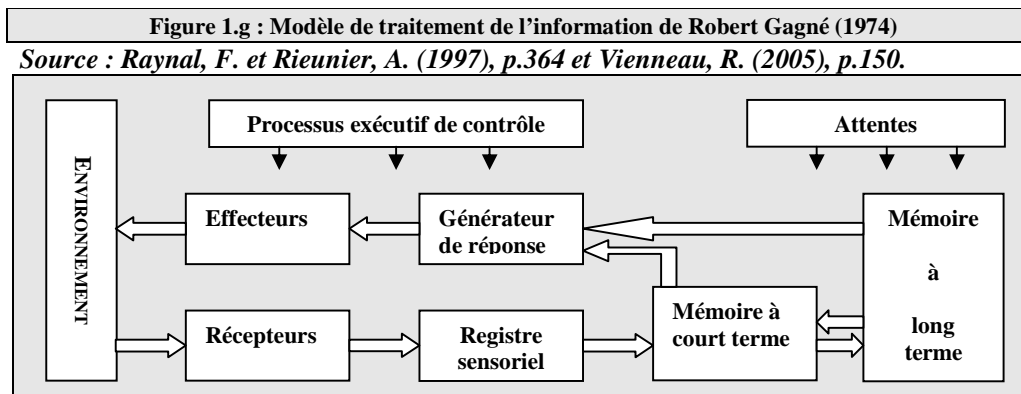 Figure 1.g : Modèle de traitement de l'information de Robert Gagné (1974)
Source : Raynal, F. et Rieunier, A. (1997), p.364 et Vienneau, R. (2005), p.150.
Processus exécutif de contrôle
Attentes
ENVIRONNEMENT
Effecteurs
Générateur
de réponse
Mémoire
à
long
terme
Récepteurs
Registre
sensoriel
Mémoire à
court terme